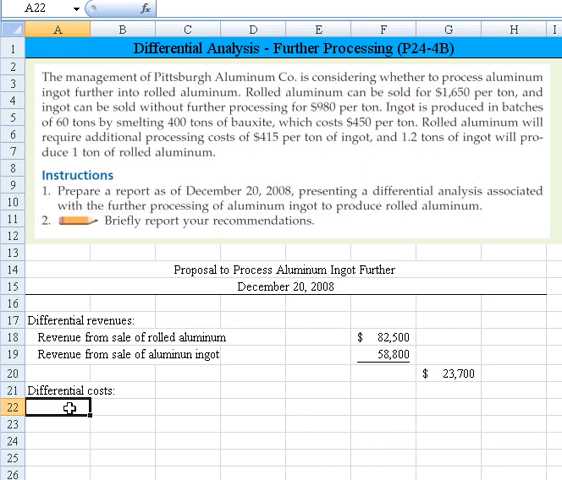 A22
fx
A B C D E F G H I
1 Differential Analysis - Further Processing (P24-4B)
2
3 The management of Pittsburgh Aluminum Co. is considering whether to process aluminum
ingot further into rolled aluminum. Rolled aluminum can be sold for $1,650 per ton, and
4 ingot can be sold without further processing for $980 per ton. Ingot is produced in batches
5 of 60 tons by smelting 400 tons of bauxite, which costs $450 per ton. Rolled aluminum will
6 require additional processing costs of $415 per ton of ingot, and 1.2 tons of ingot will pro-
7 duce 1 ton of rolled aluminum.
8 Instructions
9 1. Prepare a report as of December 20, 2008, presenting a differential analysis associated
10 with the further processing of aluminum ingot to produce rolled aluminum.
11 2. Briefly report your recommendations.
12
13
14 Proposal to Process Aluminum Ingot Further
15 December 20, 2008
16
17 Differential revenues:
18 Revenue from sale of rolled aluminum $ 82,500
19 Revenue from sale of aluminun ingot 58,800
20 $ 23,700
21 Differential costs:
22
23
24
25
26